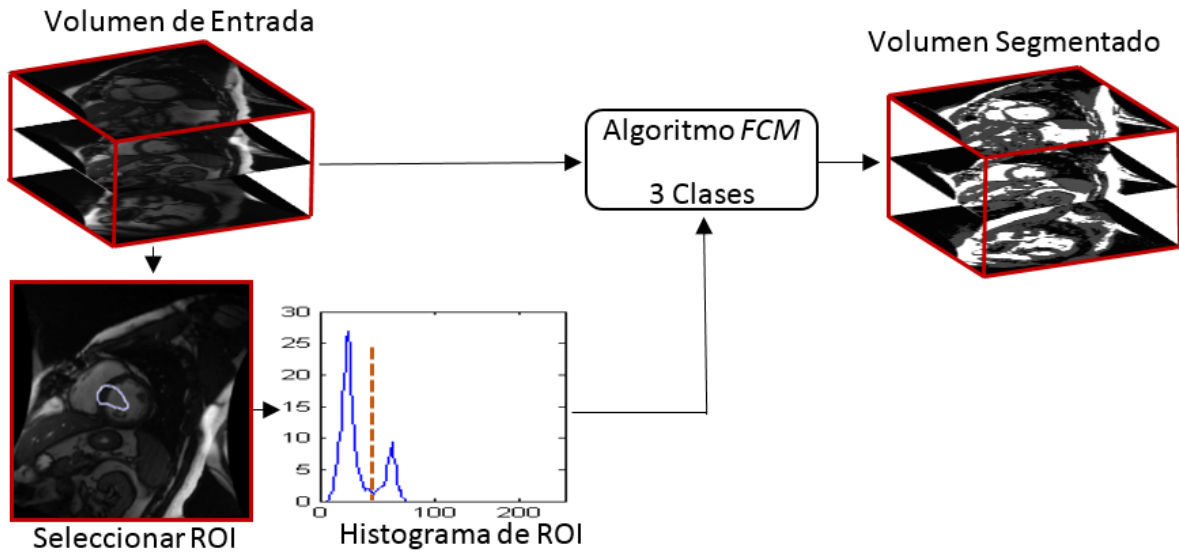 Volumen de Entrada
Volumen Segmentado
Algoritmo FCM
3 Clases
30
25
20
15
10
5
0
0
100
200
Seleccionar ROI
Histograma de ROI